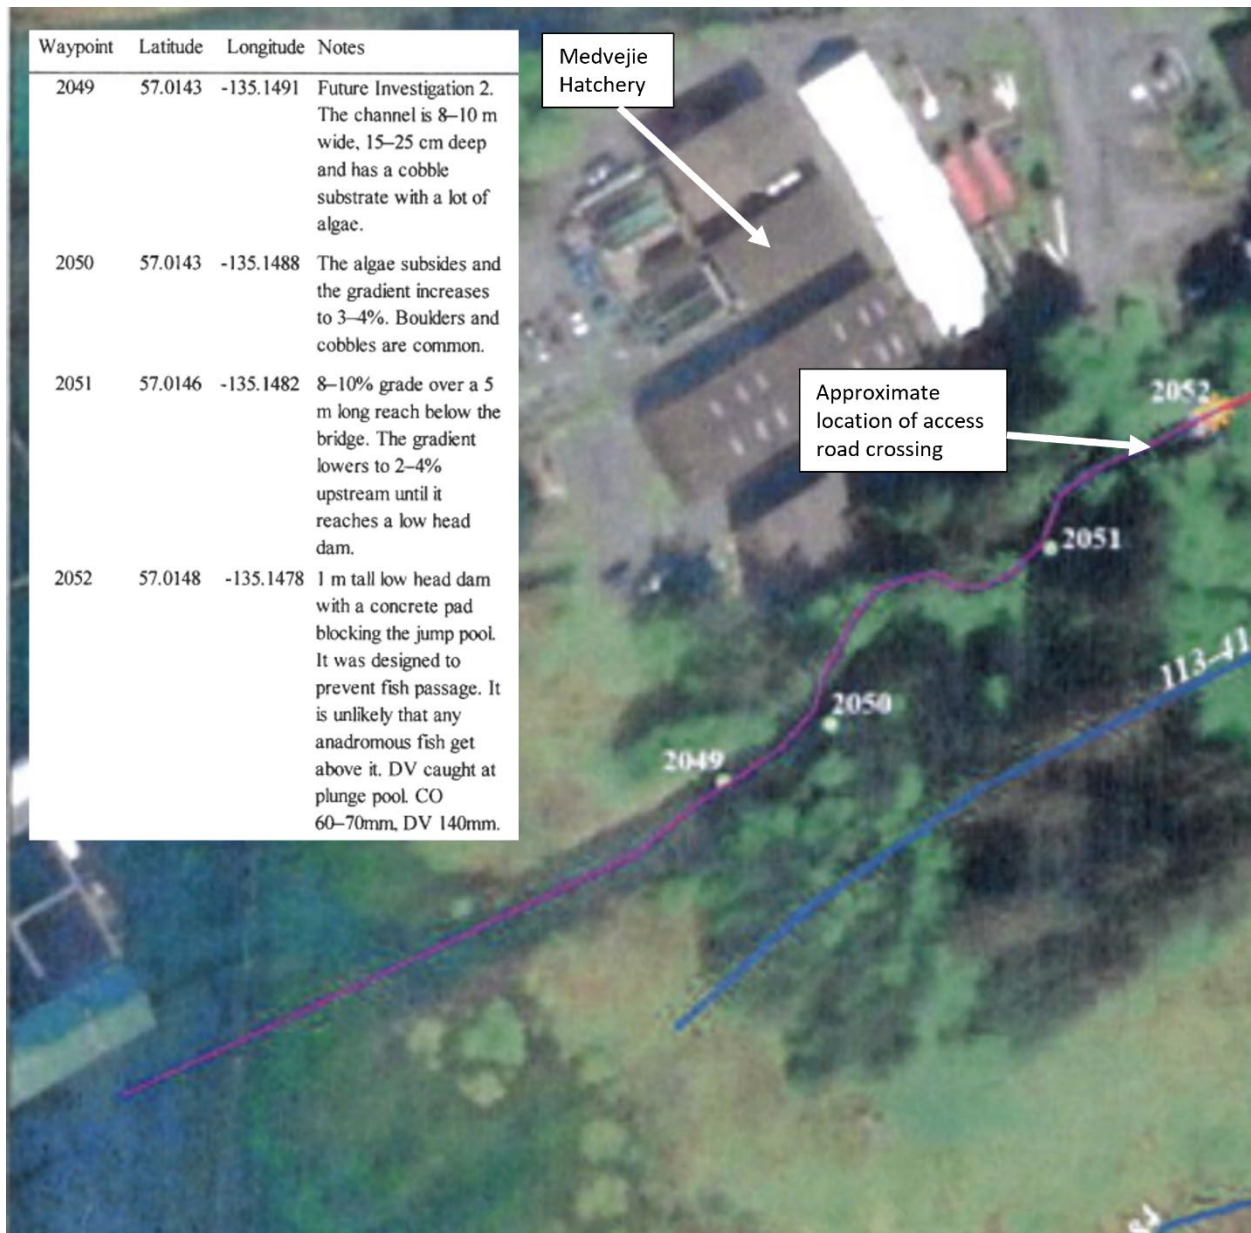 Waypoint Latitude Longitude Notes
2049 57.0143 -135.1491 Future Investigation 2.
The channel is 8–10 m
wide, 15–25 cm deep
and has a cobble
substrate with a lot of
algae.
2050 57.0143 -135.1488 The algae subsides and
the gradient increases
to 3–4%. Boulders and
cobbles are common.
2051 57.0146 -135.1482 8–10% grade over a 5
m long reach below the
bridge. The gradient
lowers to 2–4%
upstream until it
reaches a low head
dam.
2052 57.0148 -135.1478 1 m tall low head dam
with a concrete pad
blocking the jump pool.
It was designed to
prevent fish passage. It
is unlikely that any
anadromous fish get
above it. DV caught at
plunge pool. CO
60–70mm, DV 140mm.
Medvejie
Hatchery
Approximate
location of access
road crossing
2052
2051
113-41
2050
2049